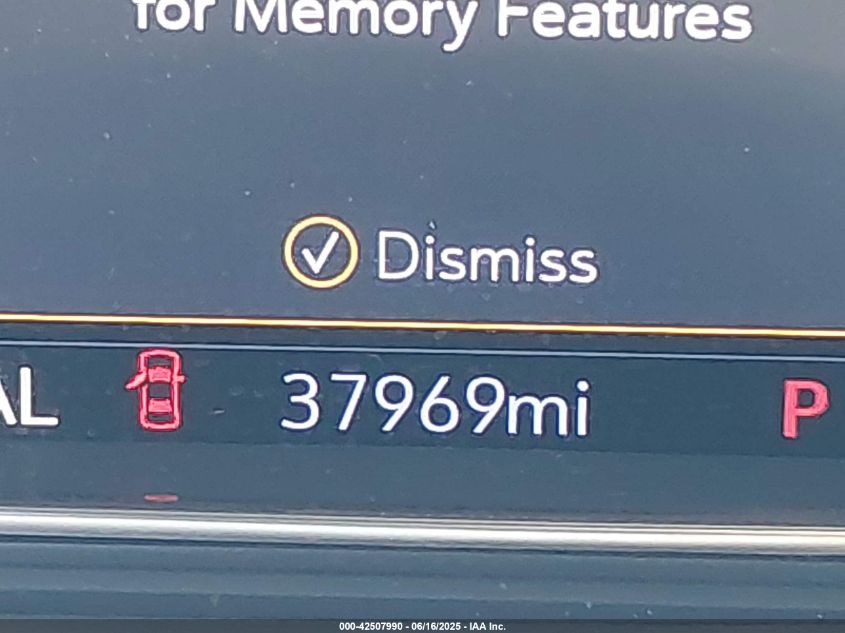 for Memory Features
Dismiss
AL 37969mi P
000-42507990 - 06/16/2025 - IAA Inc.